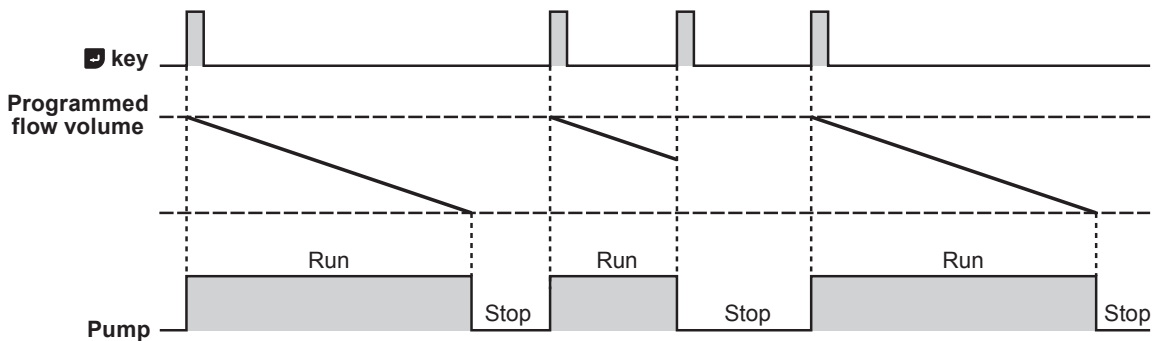 key
Programmed
flow volume
Run
Run
Run
Stop
Stop
Stop
Pump